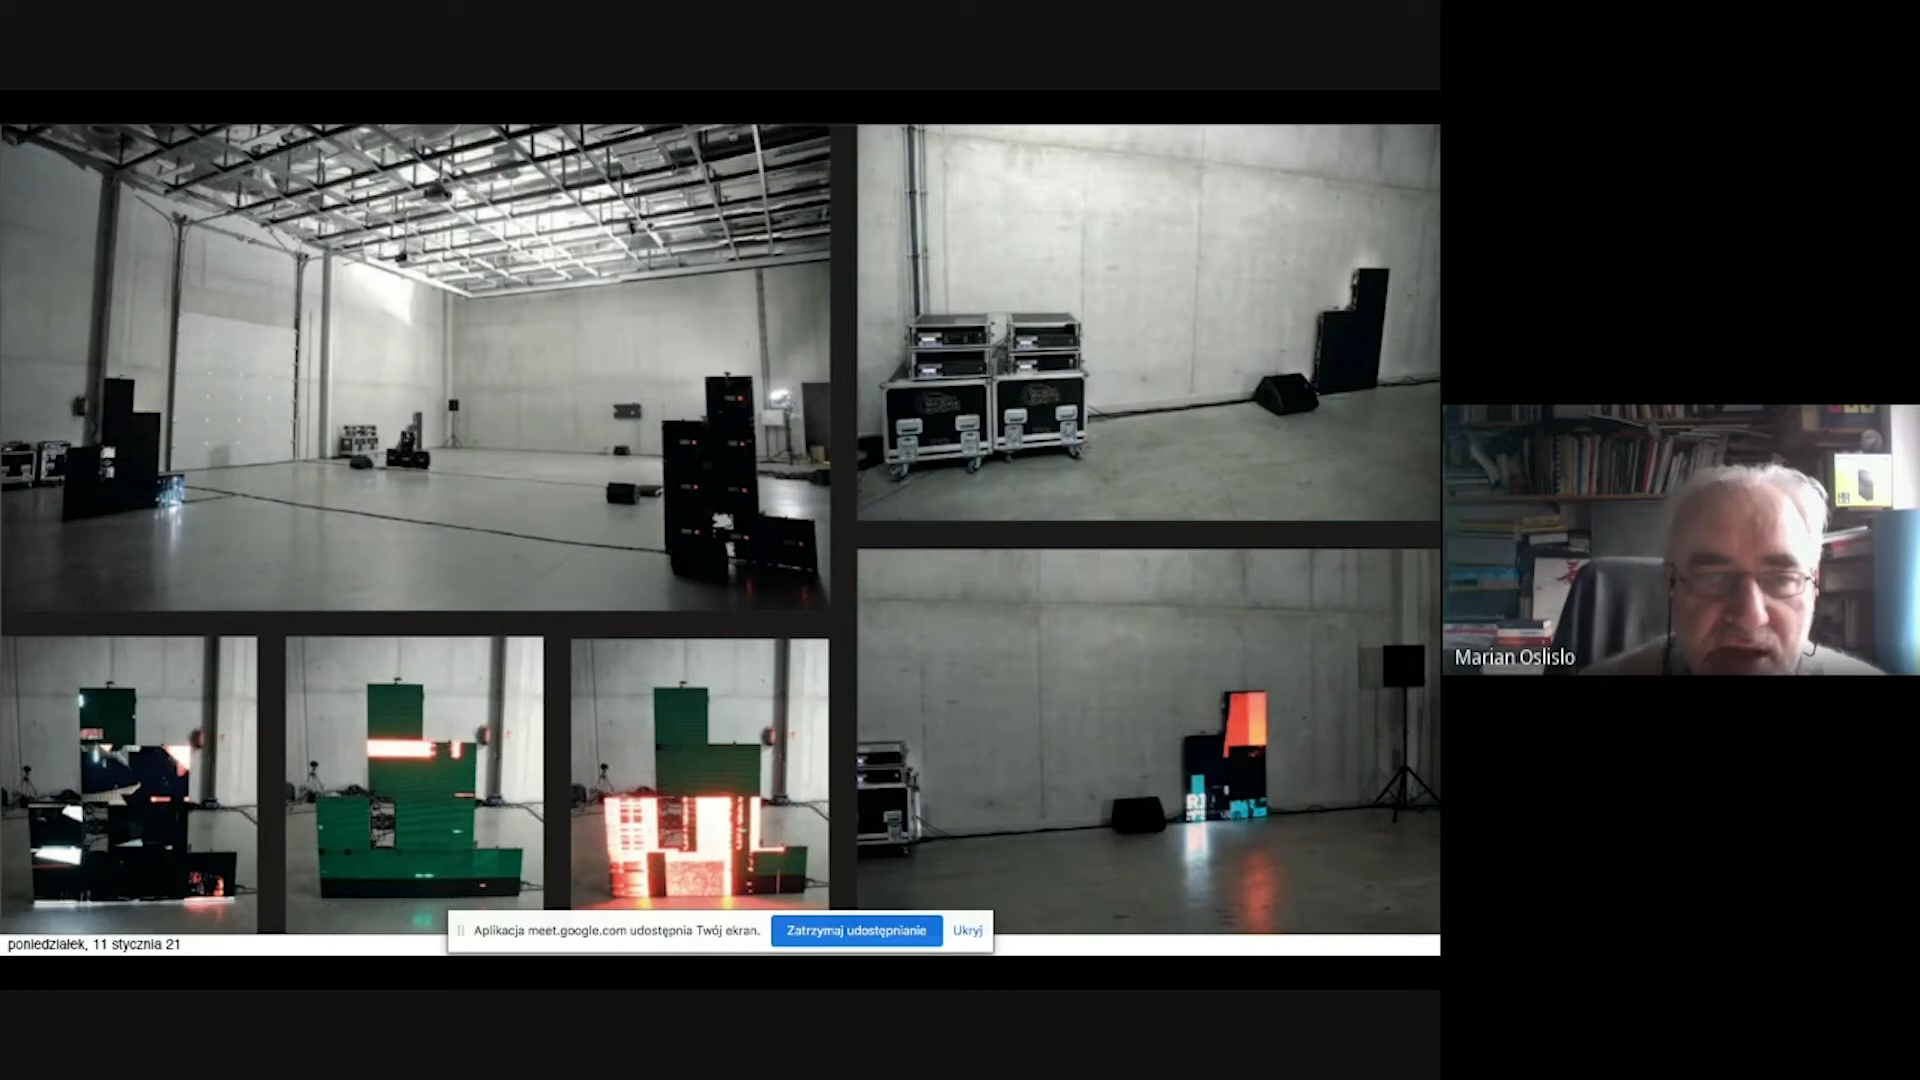 R]
Marian Oslislo
Aplikacja meet.google.com udostępnia Twój ekran.
Zatrzymaj udostępnianie
Ukryj
poniedziałek, 11 stycznia 21